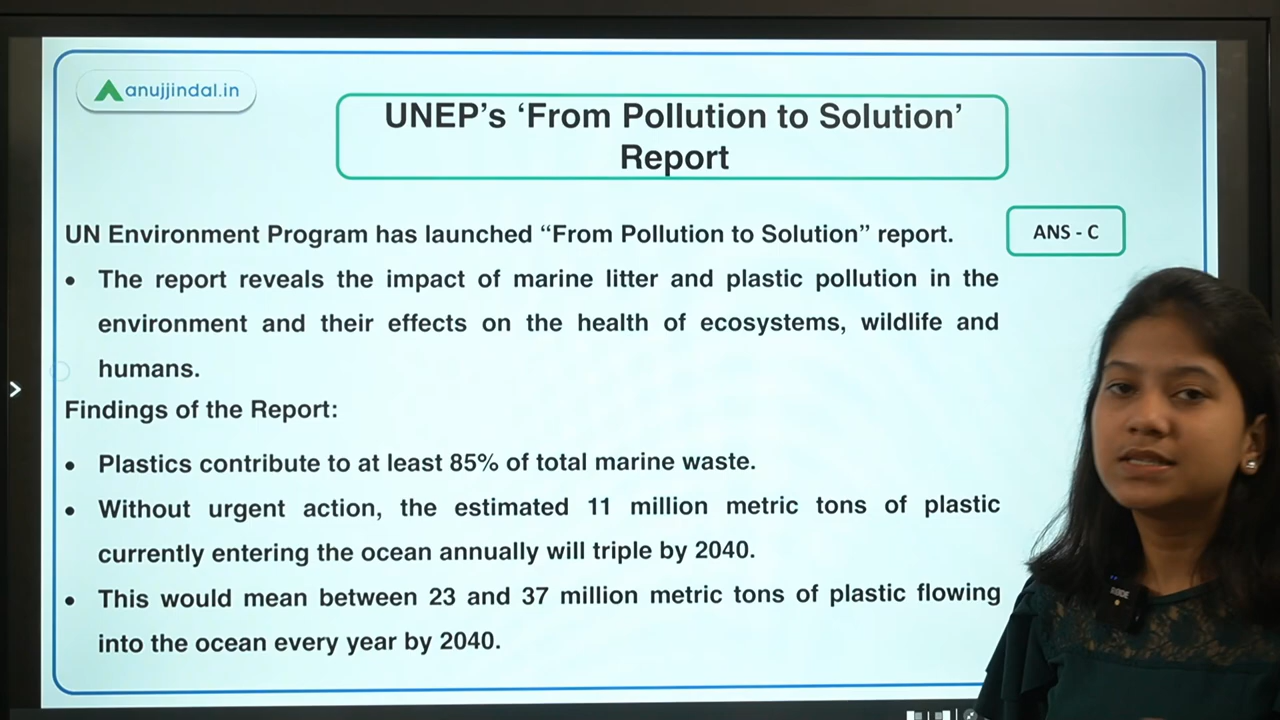 anujjindal.in
UNEP’s ‘From Pollution to Solution’
Report
UN Environment Program has launched “From Pollution to Solution” report.
ANS - C
• The report reveals the impact of marine litter and plastic pollution in the
environment and their effects on the health of ecosystems, wildlife and
humans.
Findings of the Report:
• Plastics contribute to at least 85% of total marine waste.
• Without urgent action, the estimated 11 million metric tons of plastic
currently entering the ocean annually will triple by 2040.
• This would mean between 23 and 37 million metric tons of plastic flowing
into the ocean every year by 2040.